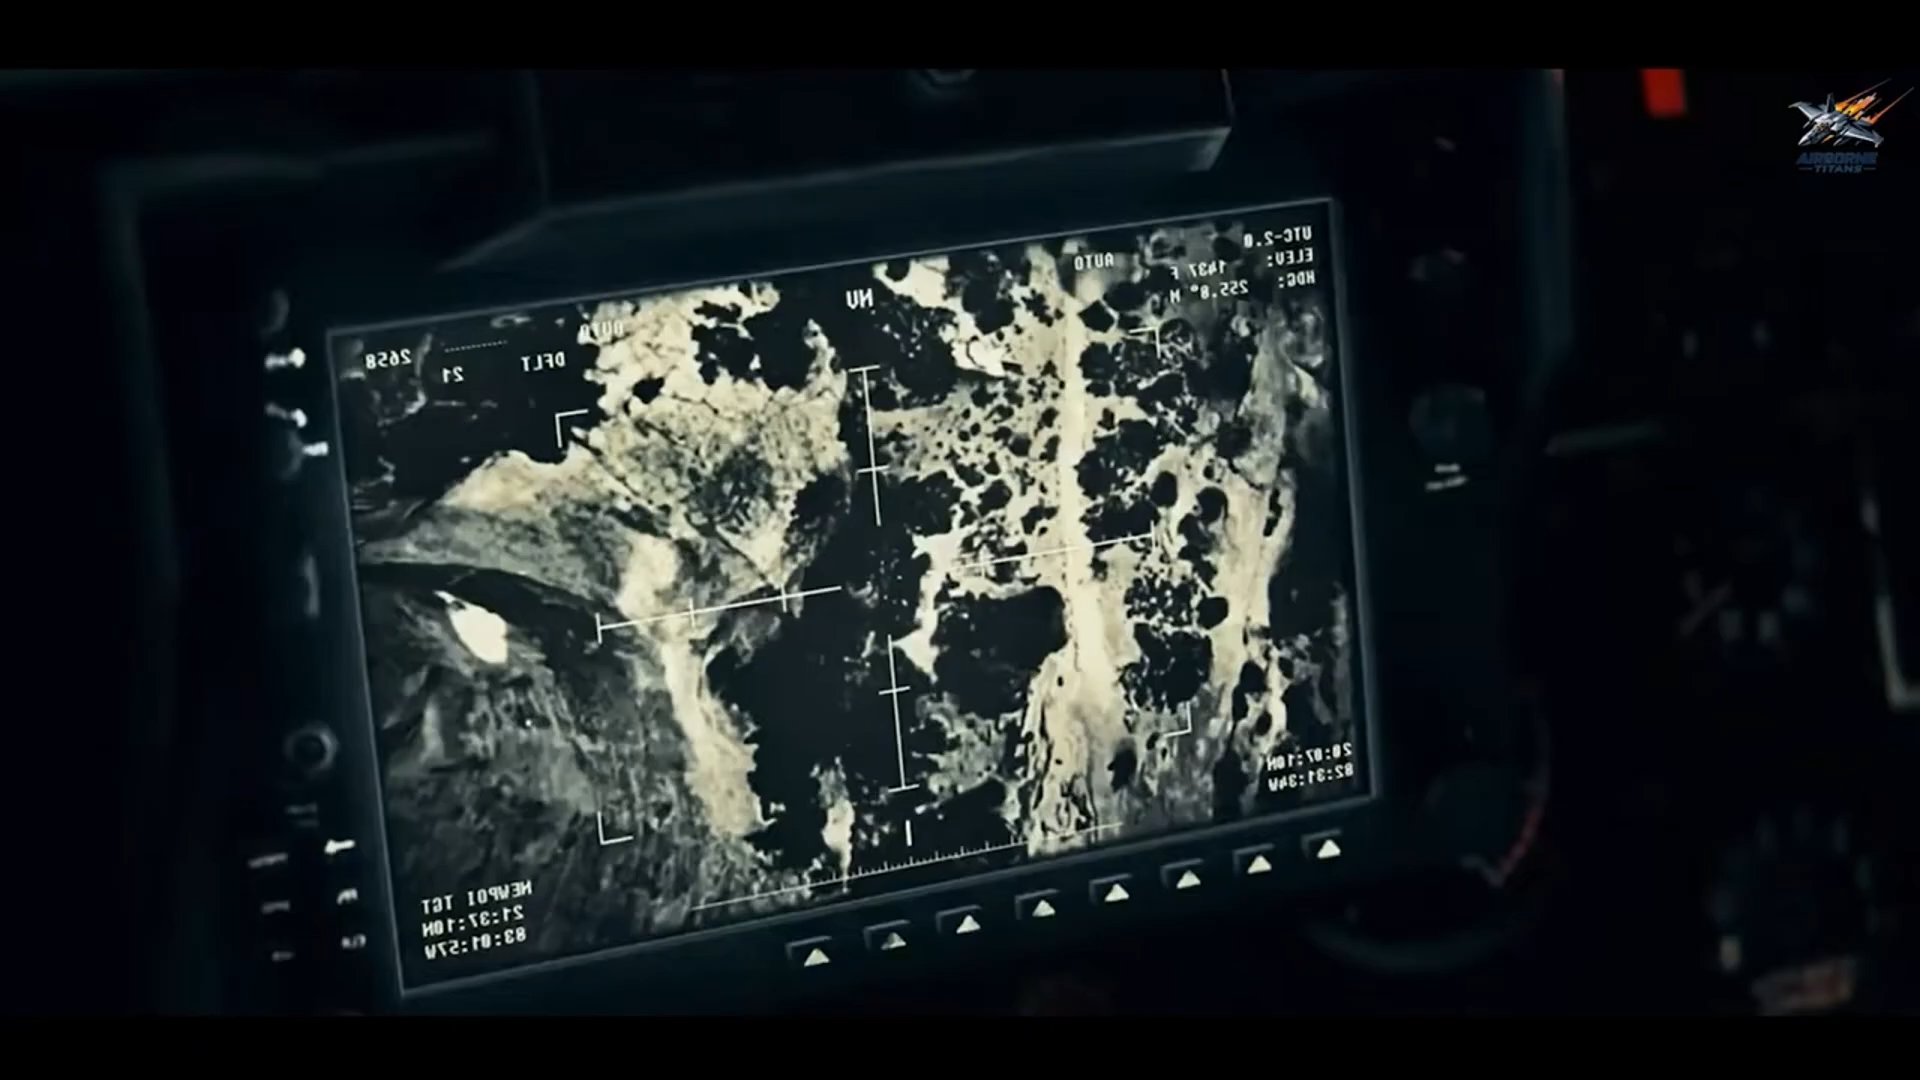 UTC-2.0
ELEV: 1437 F
HDG: 255.8° M
AUTO
NV
AUTO
DFLT
21
2658
20:07:10N
82:31:34W
NEWPOI TGT
21:37:10N
83:01:57W
AIRBORNE
TITANS